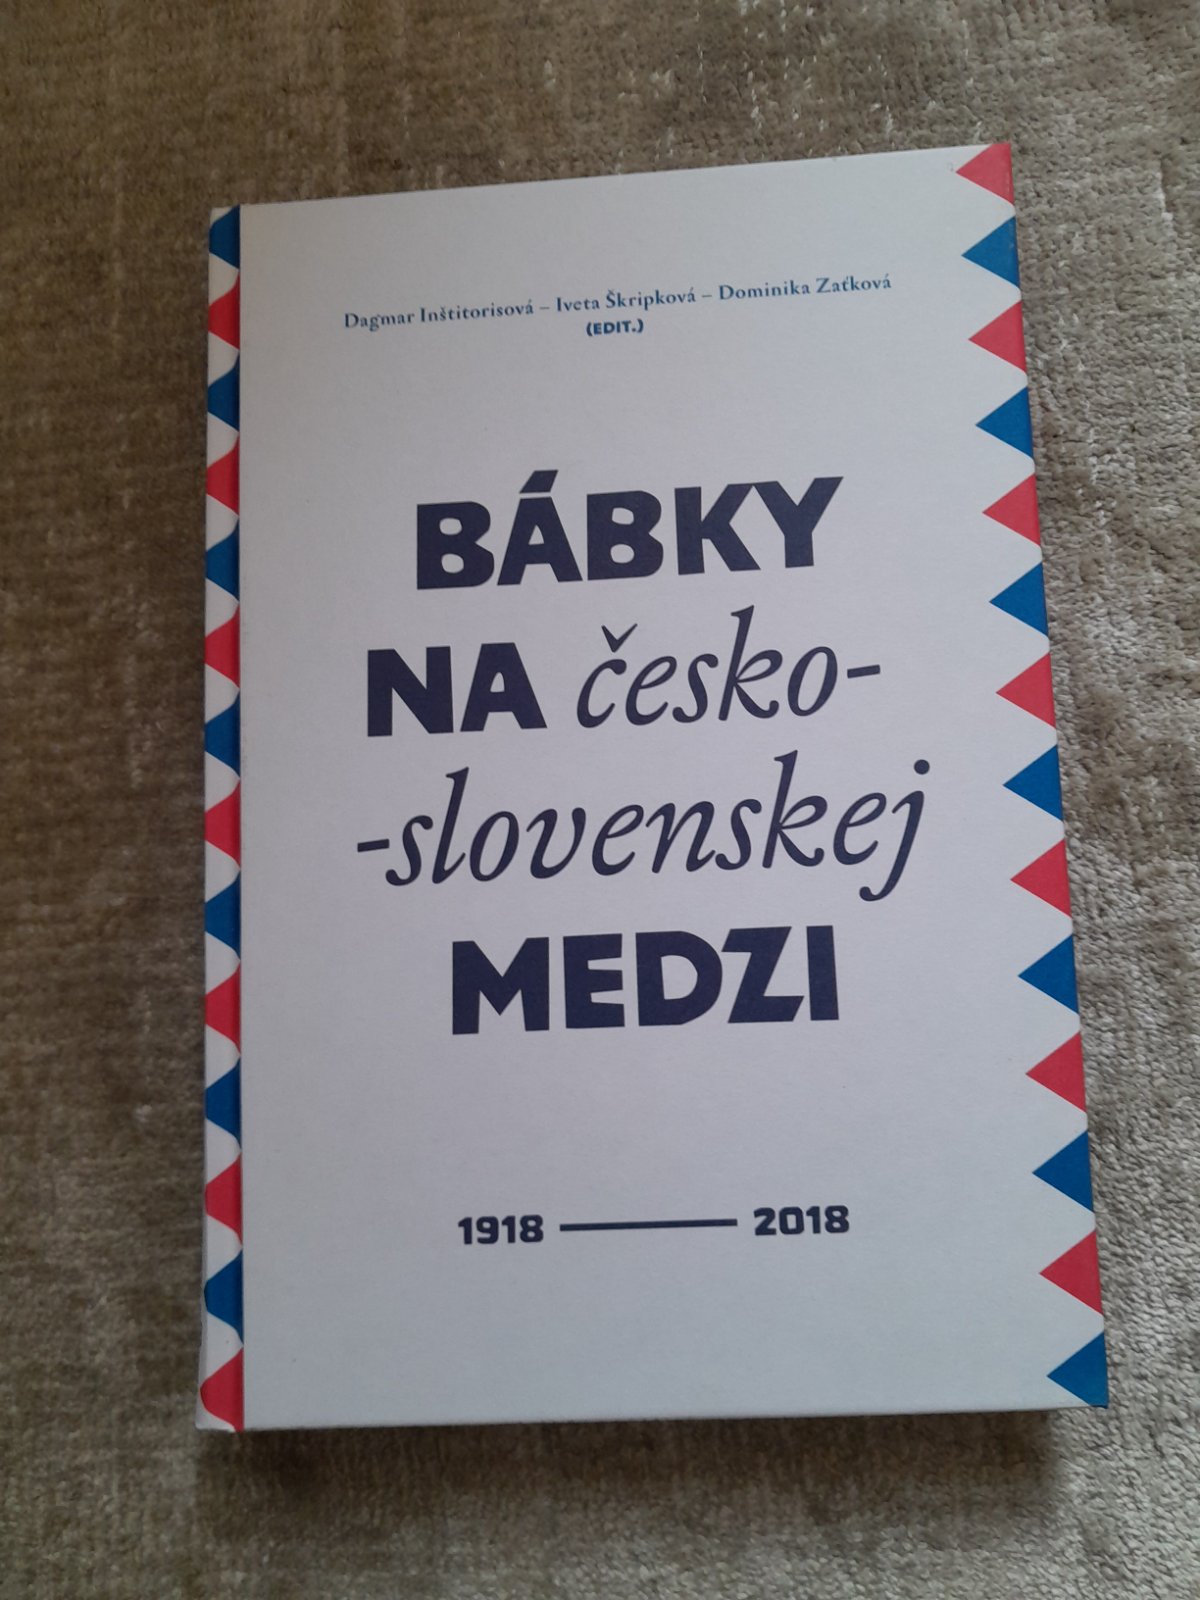 Dagmar Inštitorisová – Iveta Škripková – Dominika Zaťková
(EDIT.)
BÁBKY
NA česko-
-slovenskej
MEDZI
1918 — 2018